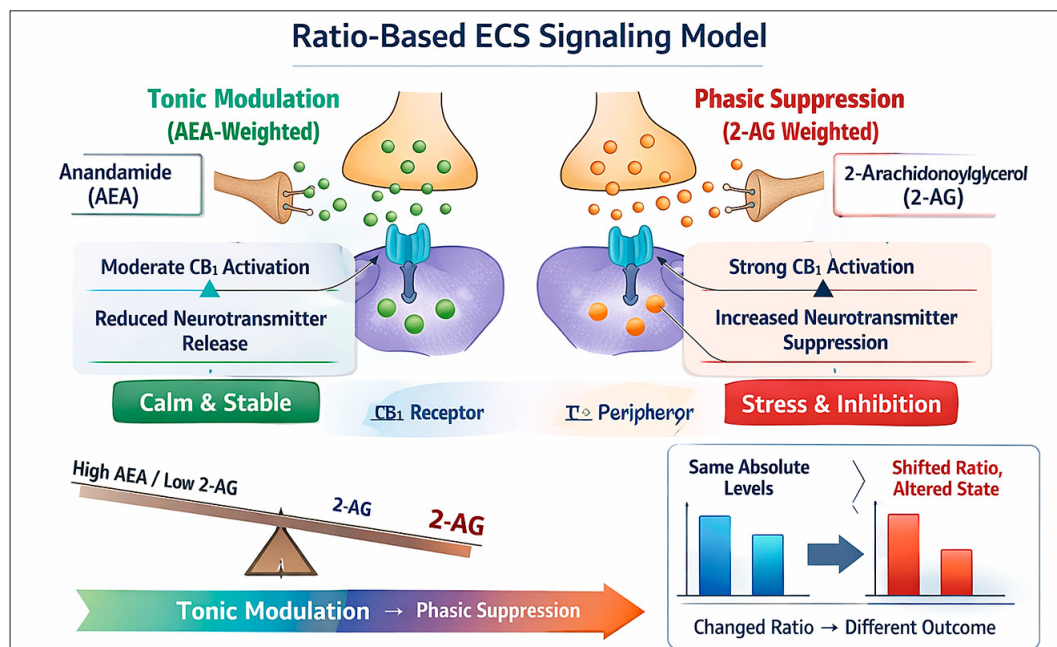 Ratio-Based ECS Signaling Model
Tonic Modulation
(AEA-Weighted)
Phasic Suppression
(2-AG Weighted)
Anandamide
(AEA)
2-Arachidonoylglycerol
(2-AG)
Moderate CB₁ Activation
Reduced Neurotransmitter
Release
Strong CB₁ Activation
Increased Neurotransmitter
Suppression
Calm & Stable
CB₁ Receptor
Peripheror
Stress & Inhibition
High AEA / Low 2-AG
2-AG
2-AG
Tonic Modulation → Phasic Suppression
Same Absolute
Levels
Shifted Ratio,
Altered State
Changed Ratio → Different Outcome